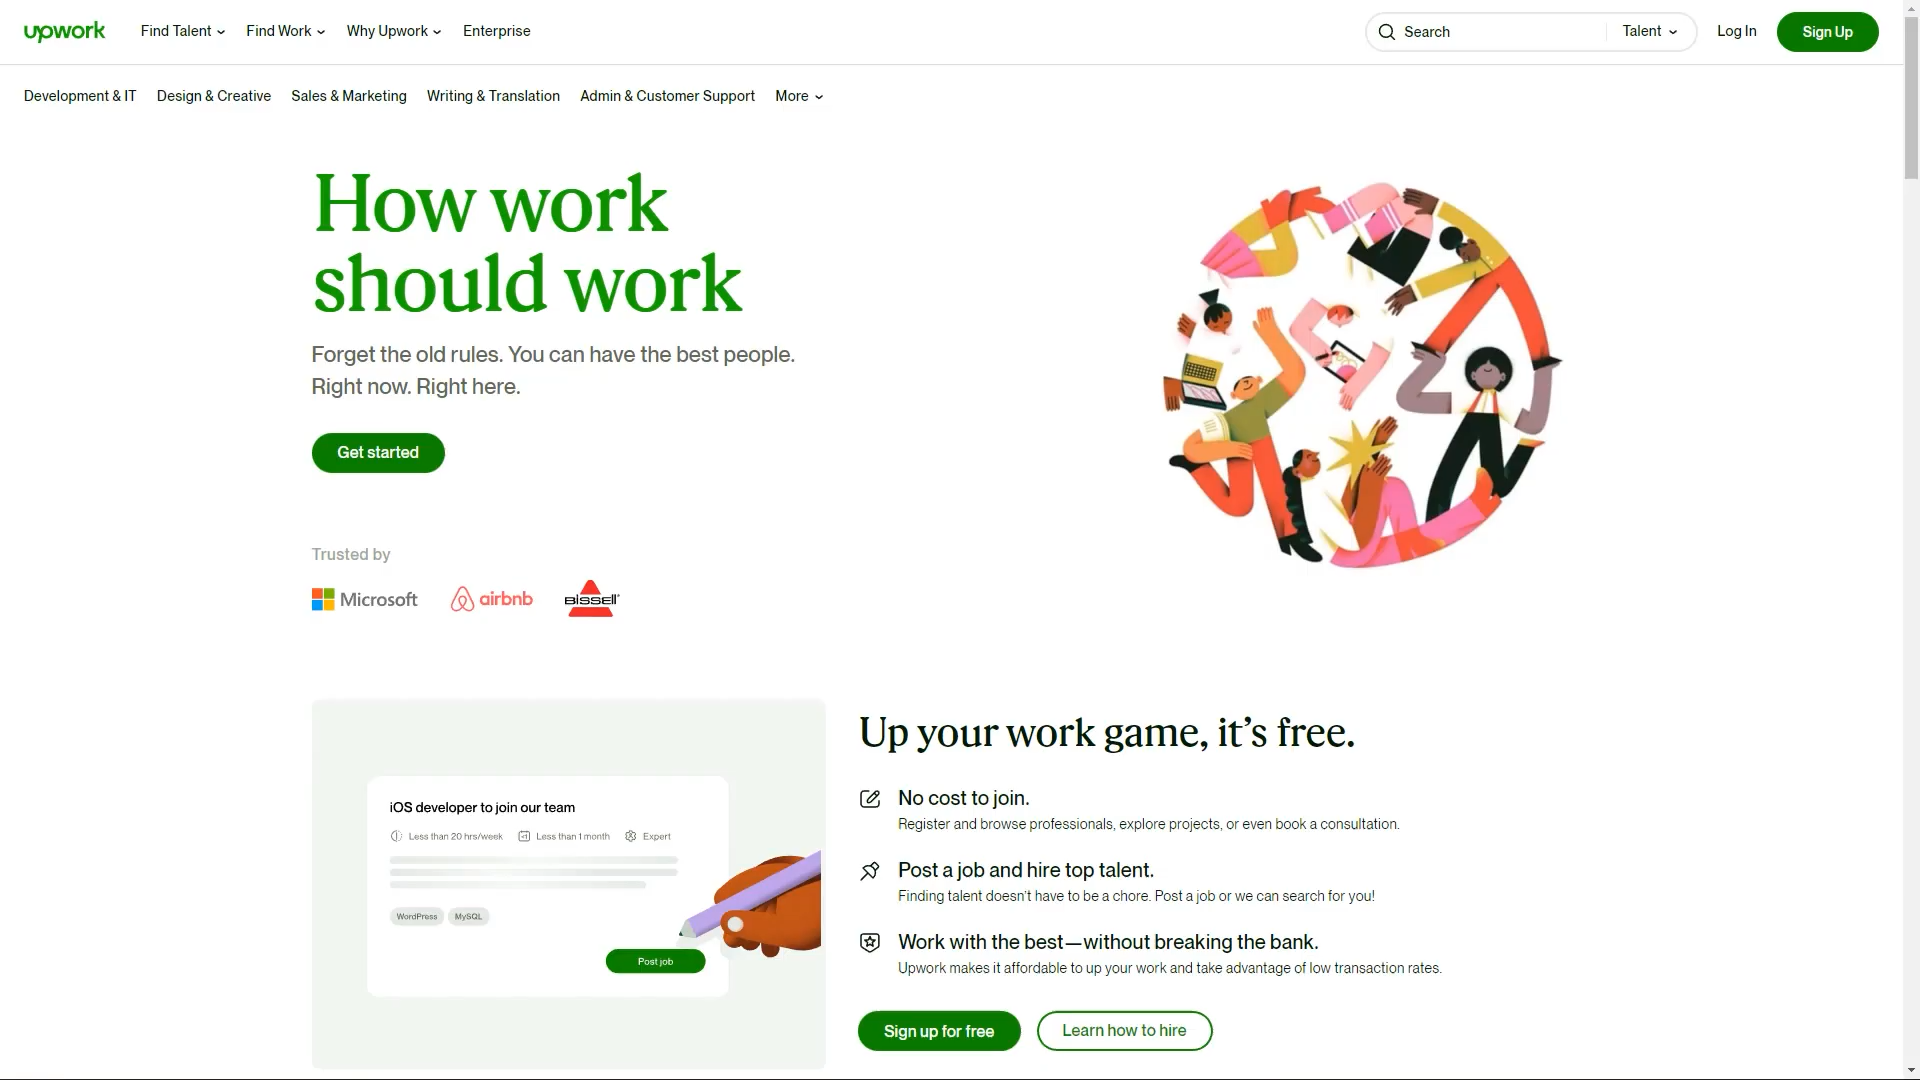 upwork
Find Talent
Find Work
Why Upwork
Enterprise
Search
Talent
Log In
Sign Up
Development & IT
Design & Creative
Sales & Marketing
Writing & Translation
Admin & Customer Support
More
How work
should work
Forget the old rules. You can have the best people.
Right now. Right here.
Get started
Trusted by
Microsoft
airbnb
BISSELL
iOS developer to join our team
Less than 20 hrs/week
Less than 1 month
Expert
WordPress
MySQL
Post job
Up your work game, it’s free.
No cost to join.
Register and browse professionals, explore projects, or even book a consultation.
Post a job and hire top talent.
Finding talent doesn’t have to be a chore. Post a job or we can search for you!
Work with the best—without breaking the bank.
Upwork makes it affordable to up your work and take advantage of low transaction rates.
Sign up for free
Learn how to hire